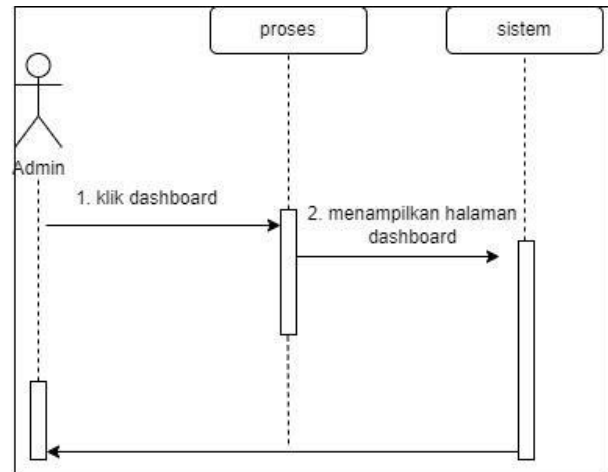 proses
sistem
Admin
1. klik dashboard
2. menampilkan halaman
dashboard